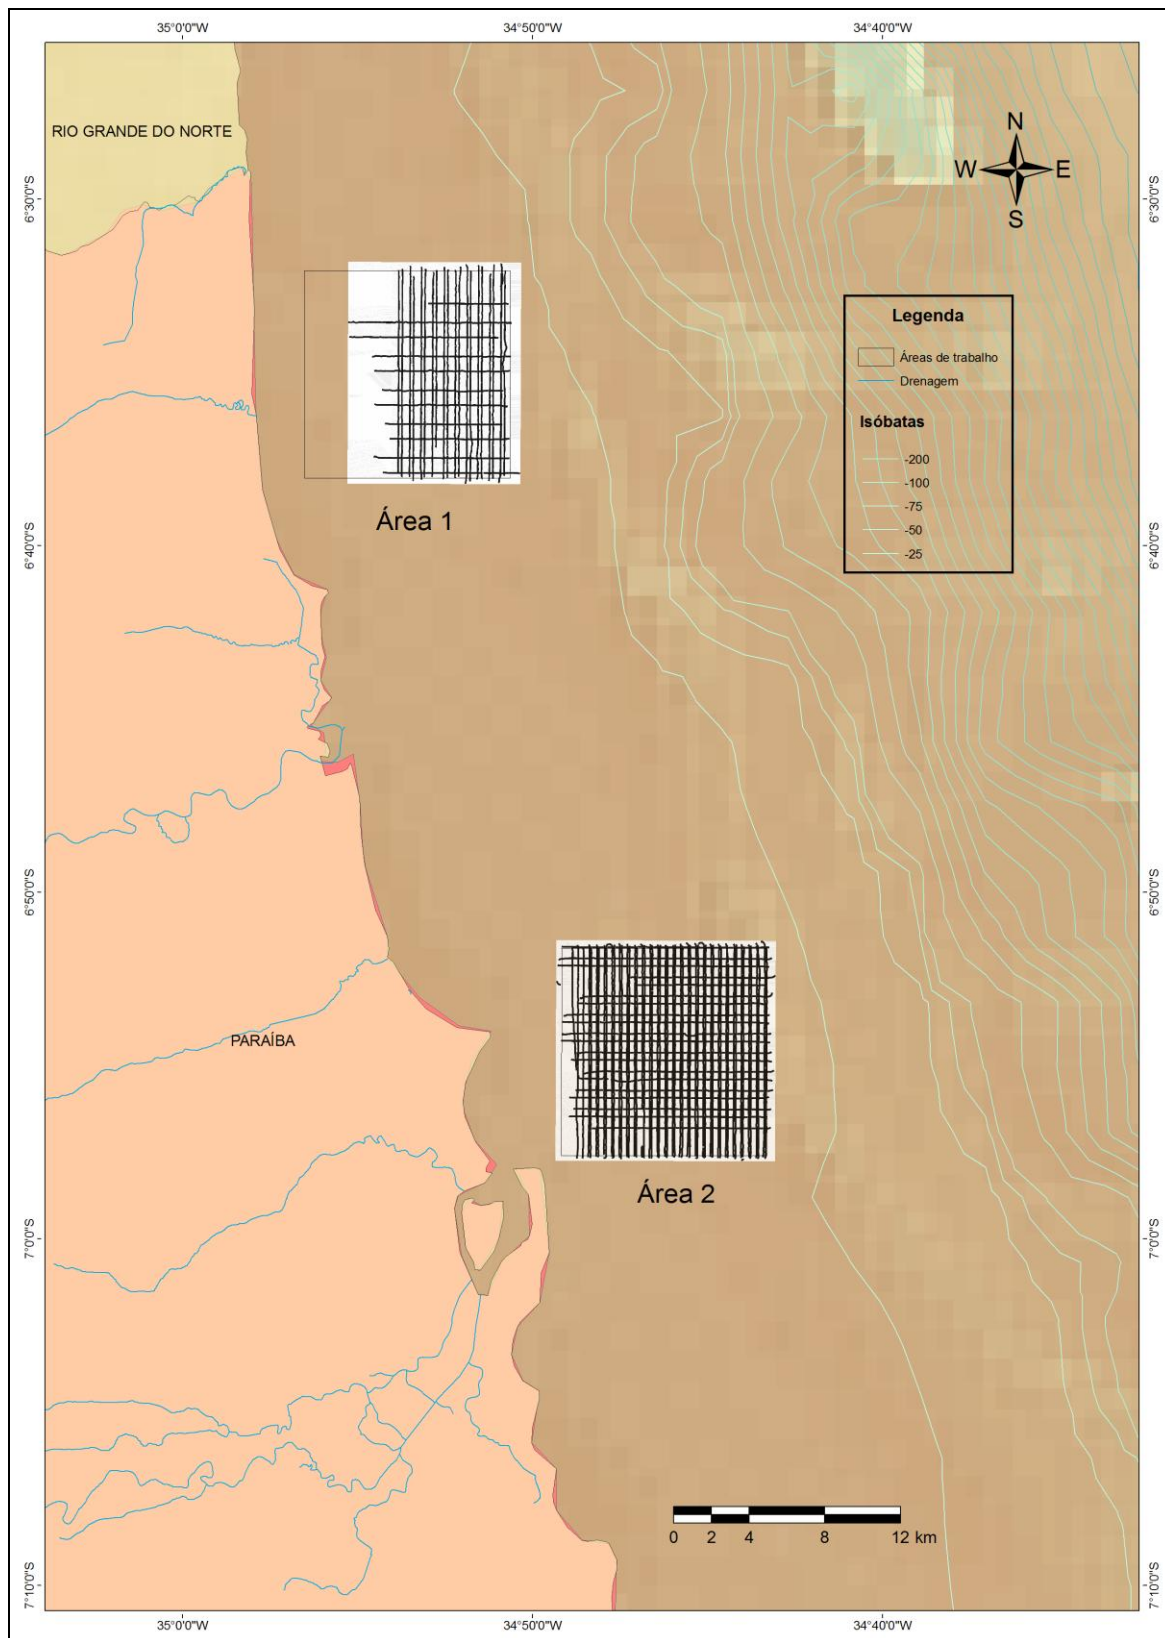 35°0'0"W 34°50'0"W 34°40'0"W
RIO GRANDE DO NORTE
N
W E
S
6°30'0"S 6°30'0"S
Legenda
Áreas de trabalho
Drenagem
Isóbatas
-200
-100
-75
-50
-25
Área 1
6°40'0"S 6°40'0"S
6°50'0"S 6°50'0"S
PARAÍBA
Área 2
7°0'0"S 7°0'0"S
0 2 4 8 12 km
7°10'0"S 7°10'0"S
35°0'0"W 34°50'0"W 34°40'0"W